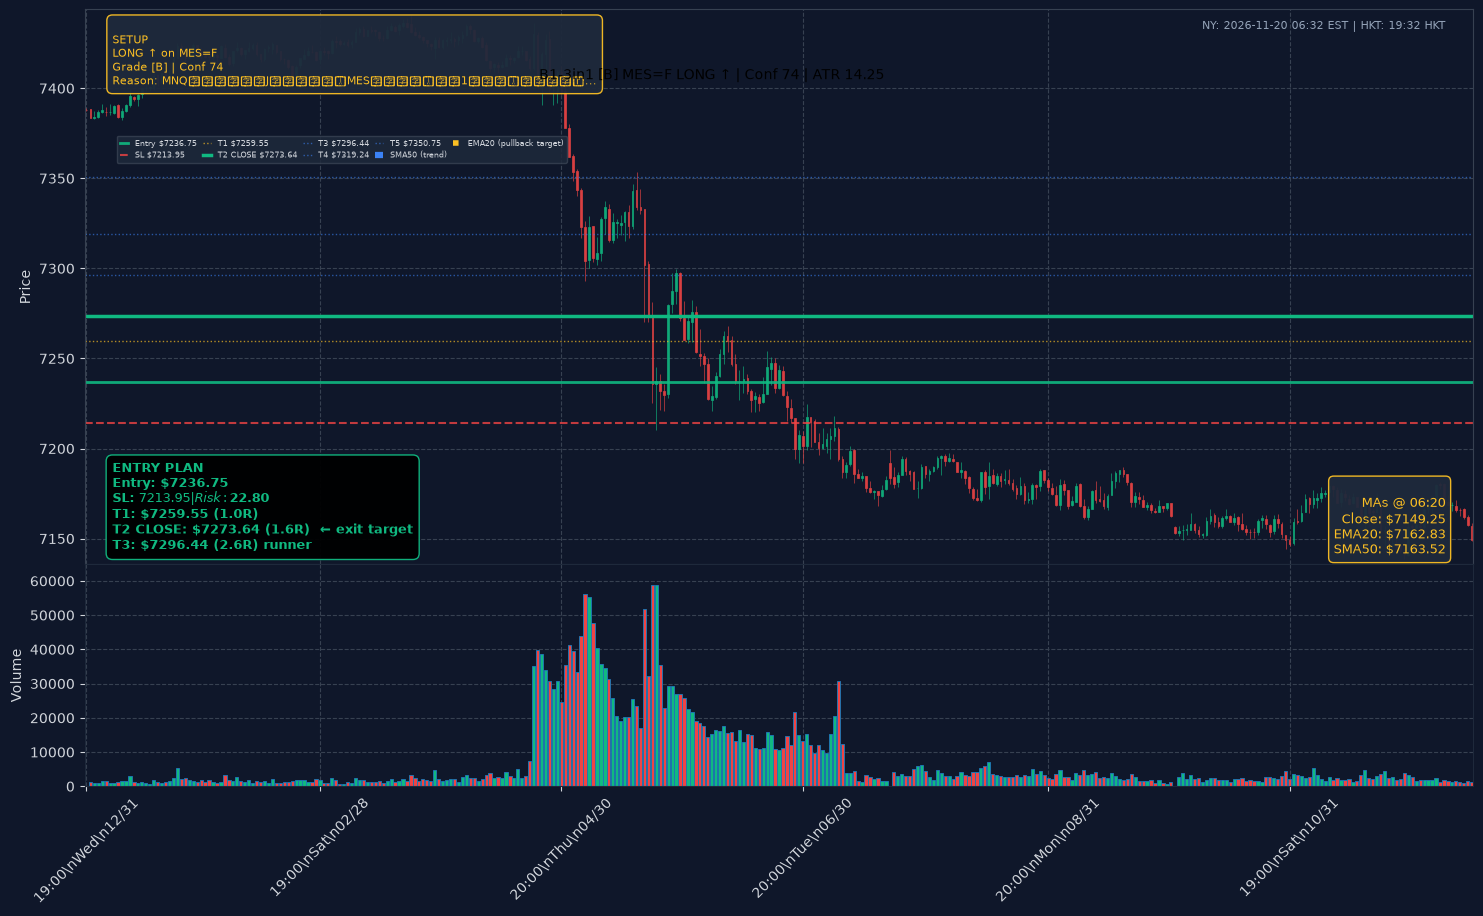 NY: 2026-11-20 06:32 EST | HKT: 19:32 HKT
SETUP
LONG ↑ on MES=F
Grade [B] | Conf 74
Reason: MNQ MES 1 ...
B1 3in1 [B] MES=F LONG ↑ | Conf 74 | ATR 14.25
Entry $7236.75
SL $7213.95
T1 $7259.55
T2 CLOSE $7273.64
T3 $7296.44
T4 $7319.24
T5 $7350.75
SMA50 (trend)
EMA20 (pullback target)
Price
7400
7350
7300
7250
7200
7150
ENTRY PLAN
Entry: $7236.75
SL: 7213.95|Risk: 22.80
T1: $7259.55 (1.0R)
T2 CLOSE: $7273.64 (1.6R) ← exit target
T3: $7296.44 (2.6R) runner
MAs @ 06:20
Close: $7149.25
EMA20: $7162.83
SMA50: $7163.52
Volume
60000
50000
40000
30000
20000
10000
0
19:00\nWed\n12/31
19:00\nSat\n02/28
20:00\nThu\n04/30
20:00\nTue\n06/30
20:00\nMon\n08/31
19:00\nSat\n10/31